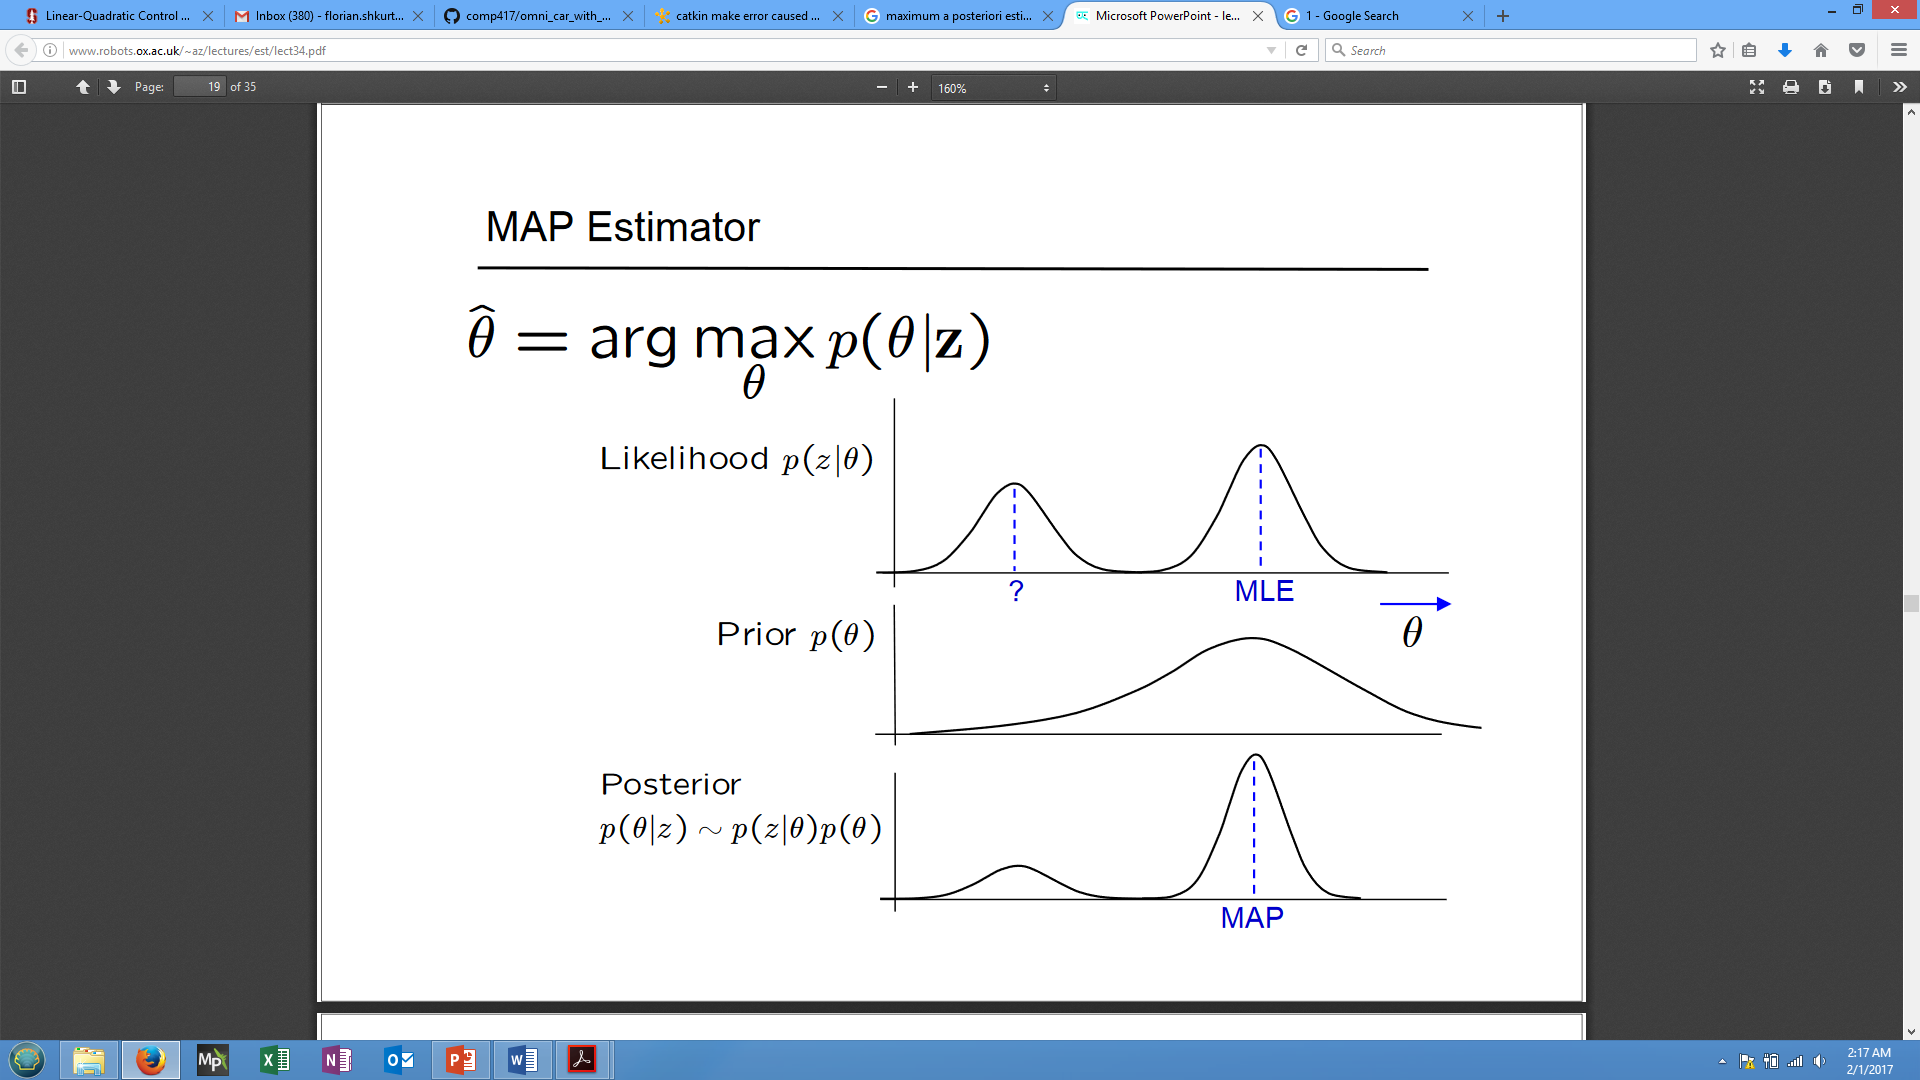 Linear-Quadratic Control ...
Inbox (380) - florian.shkurt...
comp417/omni_car_with_...
catkin make error caused ...
maximum a posteriori esti...
Microsoft PowerPoint - le...
1 - Google Search
www.robots.ox.ac.uk/~az/lectures/est/lect34.pdf
Search
Page:
19
of 35
160%
MAP Estimator
θ̂ = arg max p(θ|z)
θ
Likelihood p(z|θ)
?
MLE
θ
Prior p(θ)
Posterior
p(θ|z) ∼ p(z|θ)p(θ)
MAP
2:17 AM
2/1/2017